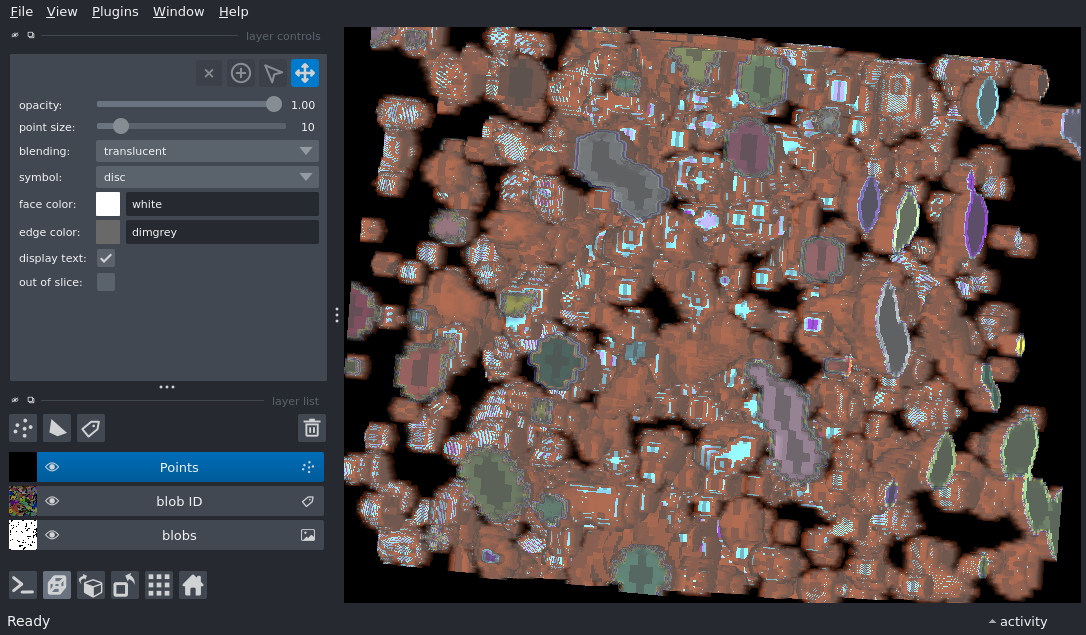 File View Plugins Window Help
layer controls
opacity: 1.00
point size: 10
blending: translucent
symbol: disc
face color: white
edge color: dimgrey
display text:
out of slice:
layer list
Points
blob ID
blobs
Ready
activity